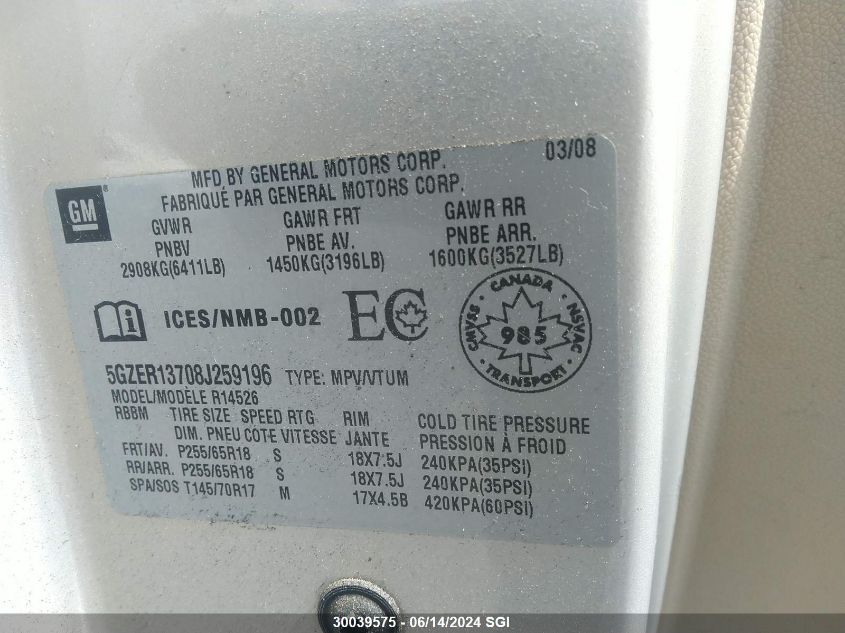 03/08
MFD BY GENERAL MOTORS CORP.
FABRIQUÉ PAR GENERAL MOTORS CORP.
GM®
GVWR GAWR FRT GAWR RR
PNBV PNBE AV. PNBE ARR.
2908KG(6411LB) 1450KG(3196LB) 1600KG(3527LB)
ICES/NMB-002 EC
CANADA
CMVSS 985 NSVAC
TRANSPORT
5GZER13708J259196 TYPE: MPV/VTUM
MODEL/MODÈLE R14526
RBBM TIRE SIZE SPEED RTG RIM COLD TIRE PRESSURE
DIM. PNEU CÔTE VITESSE JANTE PRESSION À FROID
FRT/AV. P255/65R18 S 18X7.5J 240KPA(35PSI)
RR/ARR. P255/65R18 S 18X7.5J 240KPA(35PSI)
SPA/SOS T145/70R17 M 17X4.5B 420KPA(60PSI)
30039575 - 06/14/2024 SGI